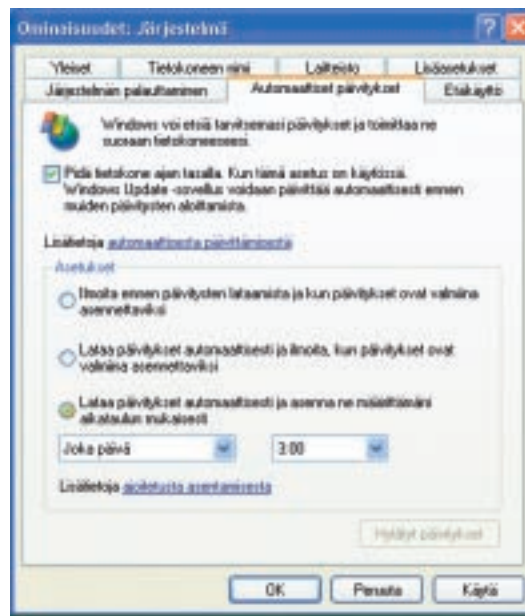 Ominaisuudet: Järjestelmä
Yleiset Tietokoneen nimi Laitteisto Lisäasetukset
Järjestelmän palauttaminen Automaattiset päivitykset Etäkäyttö
Windows voi etsiä tarvitsemasi päivitykset ja toimittaa ne
suoraan tietokoneeseesi.
Pidä tietokone ajan tasalla. Kun tämä asetus on käytössä,
Windows Update -sovellus voidaan päivittää automaattisesti ennen
muiden päivitysten aloittamista.
Lisätietoja automaattisesta päivittämisestä
Asetukset
Ilmoita ennen päivitysten lataamista ja kun päivitykset ovat valmiina
asennettaviksi
Lataa päivitykset automaattisesti ja ilmoita, kun päivitykset ovat
valmiina asennettaviksi
Lataa päivitykset automaattisesti ja asenna ne määrittämäni
aikataulun mukaisesti
Joka päivä 3:00
Lisätietoja ajoitetusta asentamisesta
Hylätyt päivitykset
OK Peruuta Käytä